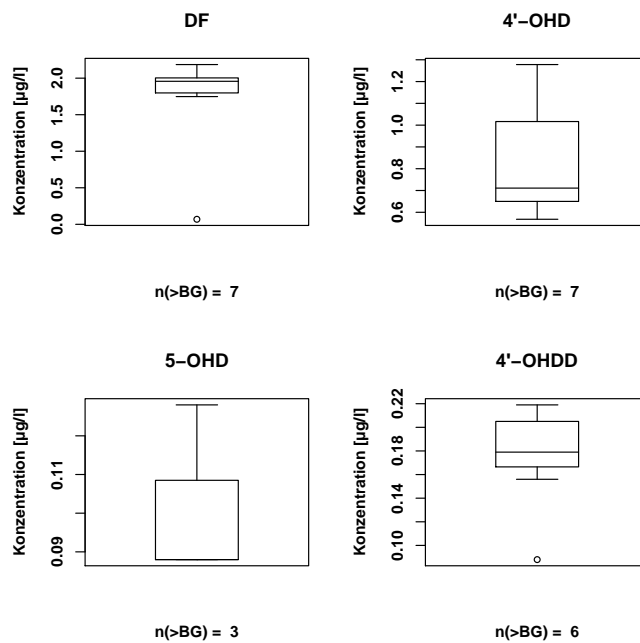 DF
Konzentration [µg/l]
2.0
1.5
1.0
0.5
0.0
n(>BG) = 7
4'−OHD
Konzentration [µg/l]
1.2
1.0
0.8
0.6
n(>BG) = 7
5−OHD
Konzentration [µg/l]
0.11
0.09
n(>BG) = 3
4'−OHDD
Konzentration [µg/l]
0.22
0.18
0.14
0.10
n(>BG) = 6